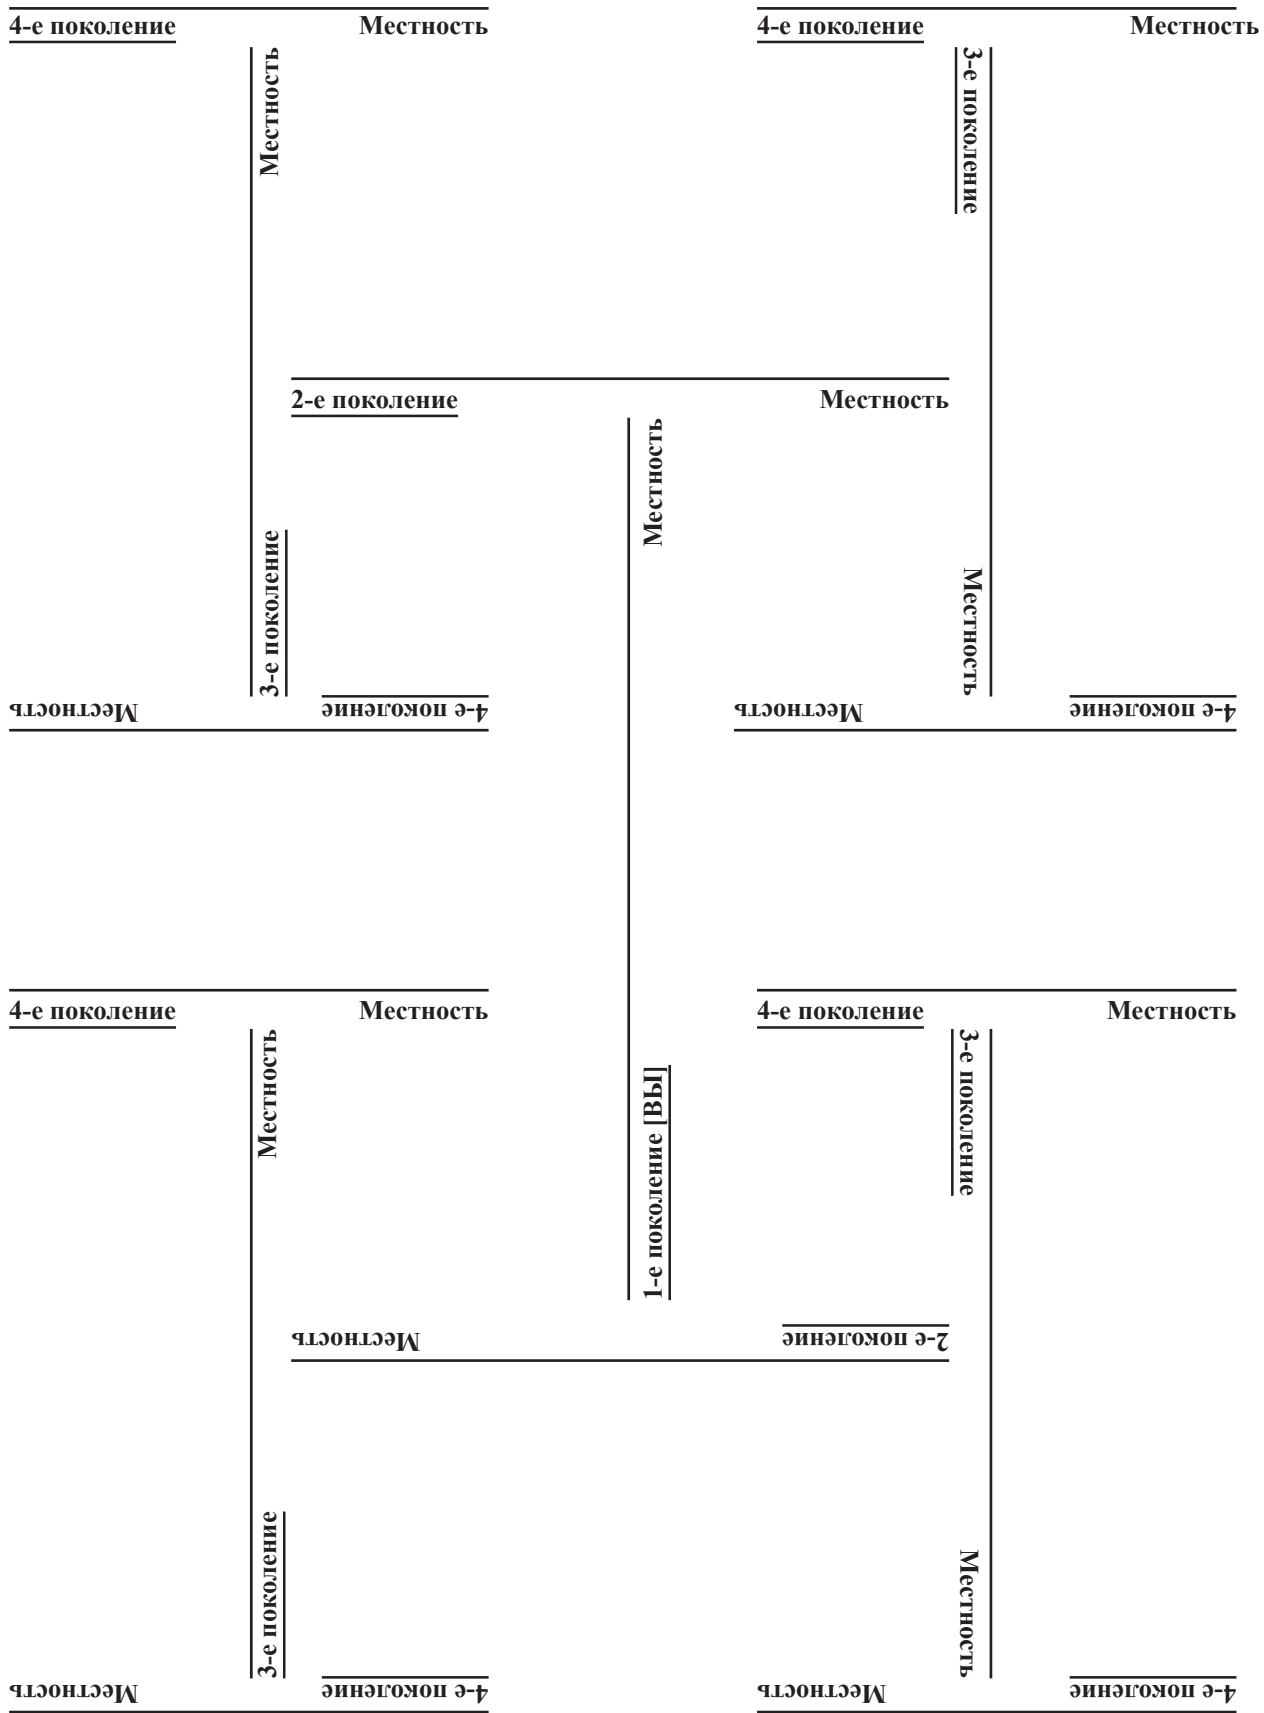 4-е поколение Местность
4-е поколение Местность
Местность
3-е поколение
2-е поколение Местность
Местность
3-е поколение
Местность
Местность 4-е поколение
Местность 4-е поколение
4-е поколение Местность
4-е поколение Местность
Местность
3-е поколение
1-е поколение [ВЫ]
Местность 2-е поколение
3-е поколение
Местность
Местность 4-е поколение
Местность 4-е поколение